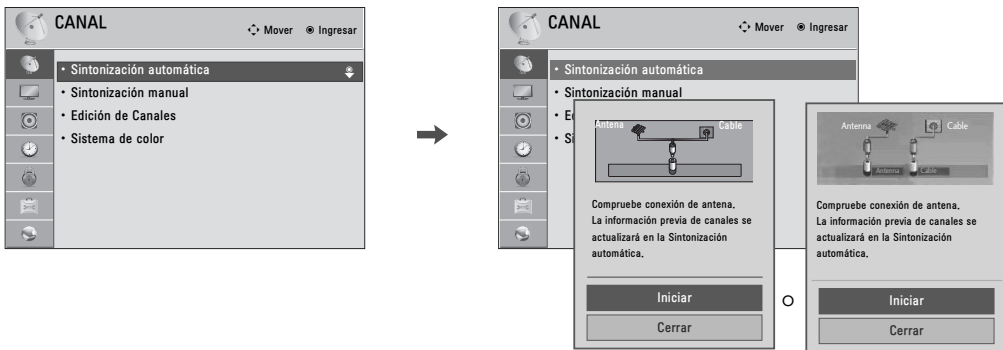 CANAL
Mover
Ingresar
• Sintonización automática
• Sintonización manual
• Edición de Canales
• Sistema de color
CANAL
Mover
Ingresar
• Sintonización automática
• Sintonización manual
• E
• Si
Antena
Cable
Compruebe conexión de antena.
La información previa de canales se
actualizará en la Sintonización
automática.
Iniciar
Cerrar
O
Antenna
Cable
Antenna
Cable
Compruebe conexión de antena.
La información previa de canales se
actualizará en la Sintonización
automática.
Iniciar
Cerrar